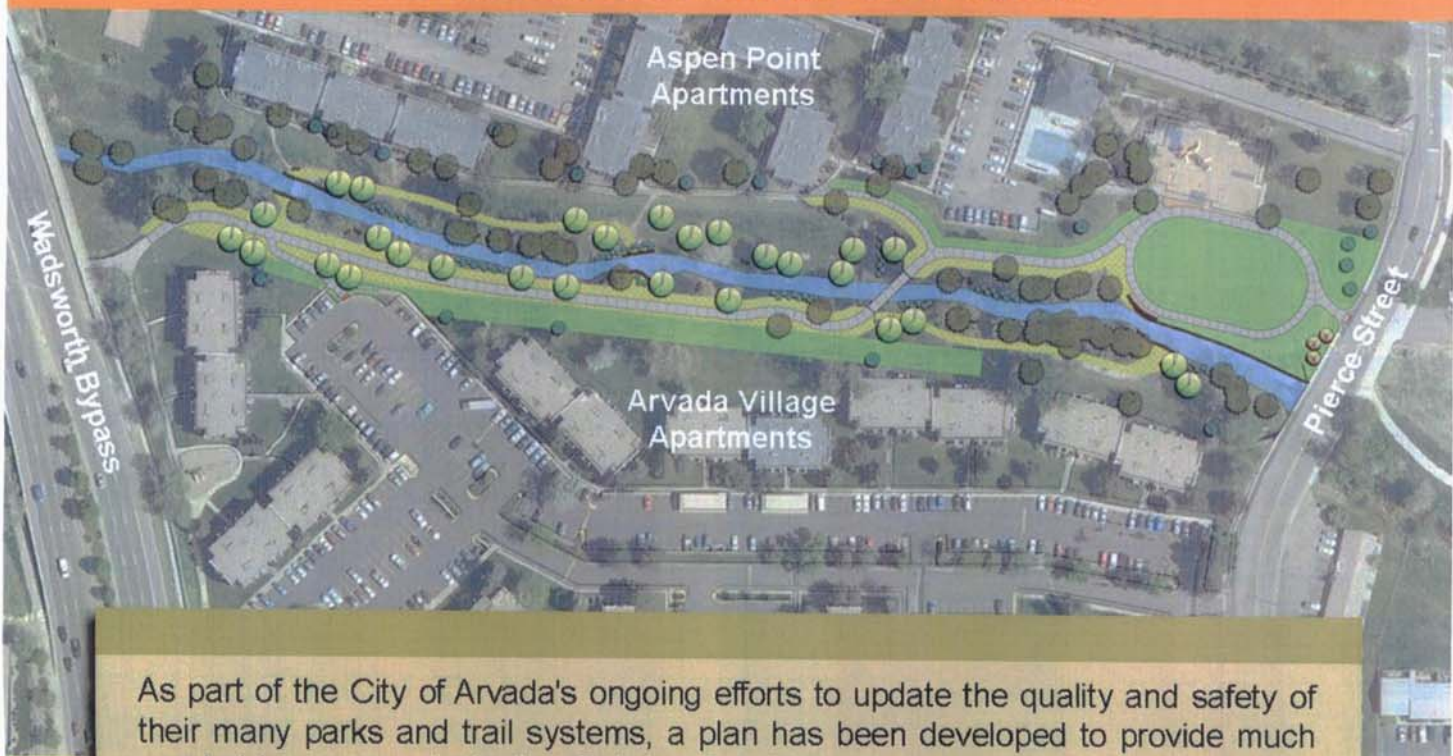 Aspen Point
Apartments
Wadsworth Bypass
Pierce Street
Arvada Village
Apartments
As part of the City of Arvada's ongoing efforts to update the quality and safety of
their many parks and trail systems, a plan has been developed to provide much